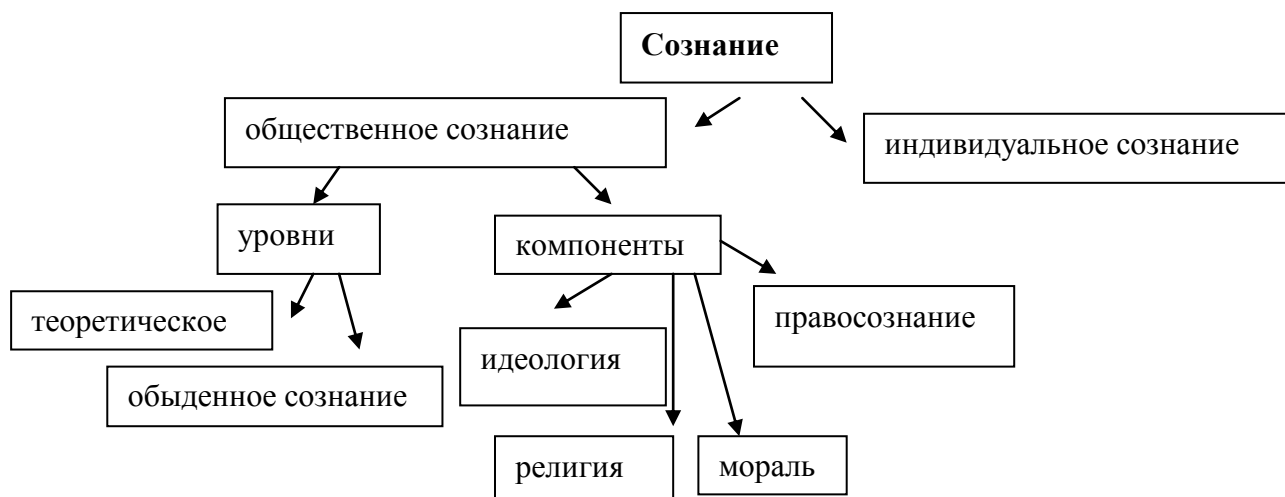 Сознание
общественное сознание
индивидуальное сознание
уровни
компоненты
теоретическое
правосознание
идеология
обыденное сознание
религия
мораль